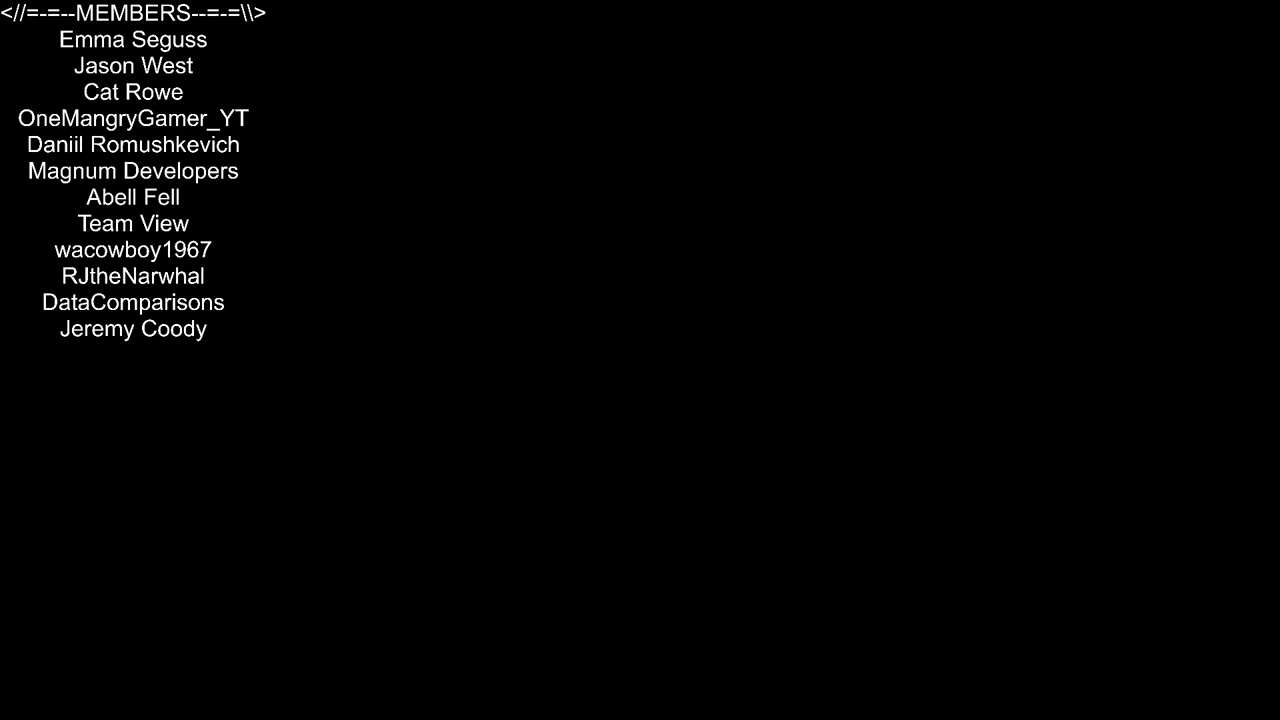 <//=-=--MEMBERS--=-=\\>
Emma Seguss
Jason West
Cat Rowe
OneMangryGamer_YT
Daniil Romushkevich
Magnum Developers
Abell Fell
Team View
wacowboy1967
RJtheNarwhal
DataComparisons
Jeremy Coody